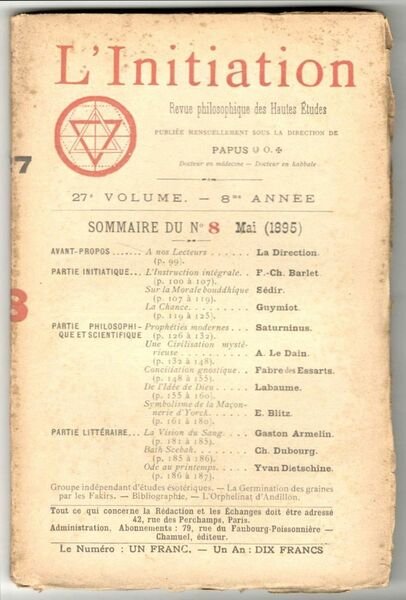 L'Initiation
Revue philosophique des Hautes Études
PUBLIÉE MENSUELLEMENT SOUS LA DIRECTION DE
PAPUS
Docteur en médecine — Docteur en kabbale
27e VOLUME. — 8me ANNÉE
SOMMAIRE DU No 8 Mai (1895)
AVANT-PROPOS....... A nos Lecteurs...... La Direction.
(p. 99).
PARTIE INITIATIQUE... L'Instruction intégrale.. F.-Ch. Barlet.
(p. 100 à 107).
Sur la Morale bouddhique Sédir.
(p. 107 à 119).
La Chance......... Guymiot.
(p. 119 à 125).
PARTIE PHILOSOPHI- Prophéties modernes... Saturninus.
QUE ET SCIENTIFIQUE (p. 126 à 132).
Une Civilisation mysté-
rieuse.......... A. Le Dain.
(p. 132 à 148).
Conciliation gnostique.. Fabre des Essarts.
(p. 148 à 155).
De l'Idée de Dieu.... Labaume.
(p. 155 à 160).
Symbolisme de la Maçon-
nerie d'Yorck...... E. Blitz.
(p. 161 à 180).
PARTIE LITTÉRAIRE... La Vision du Sang.... Gaston Armelin.
(p. 181 à 185).
Bath Scebah....... Ch. Dubourg.
(p. 185 à 186).
Ode au printemps..... Yvan Dietschine.
(p. 186 à 187).
Groupe indépendant d'études ésotériques. — La Germination des graines
par les Fakirs. — Bibliographie. — L'Orphelinat d'Andillon.
Tout ce qui concerne la Rédaction et les Échanges doit être adressé
42, rue des Perchamps, Paris.
Administration, Abonnements : 79, rue du Faubourg-Poissonnière —
Chamuel, éditeur.
Le Numéro : UN FRANC. — Un An : DIX FRANCS
7
8